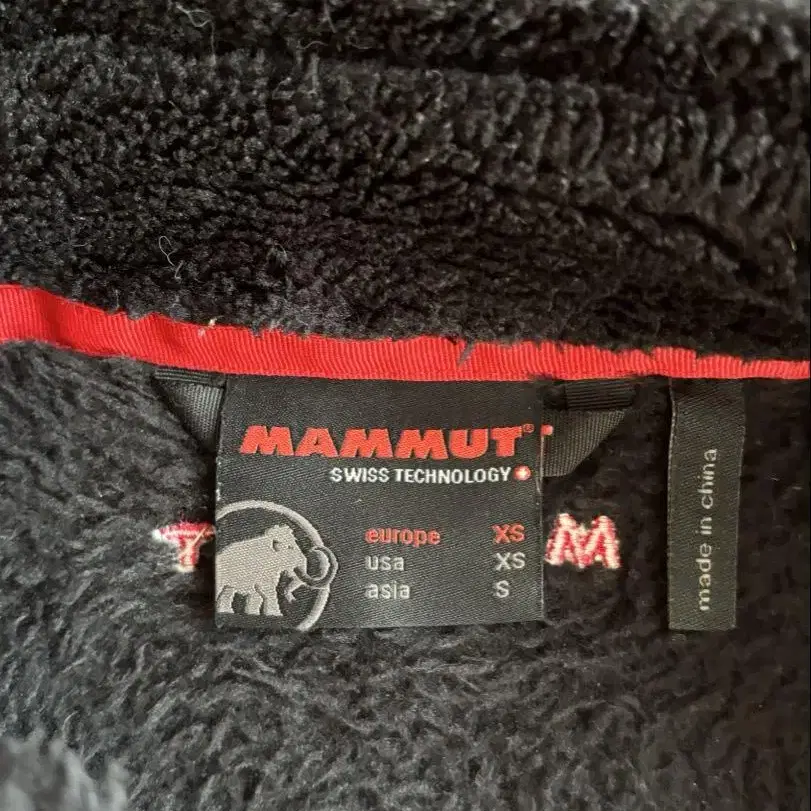 MAMMUT®
SWISS TECHNOLOGY
europe XS
usa XS
asia S
made in china
M